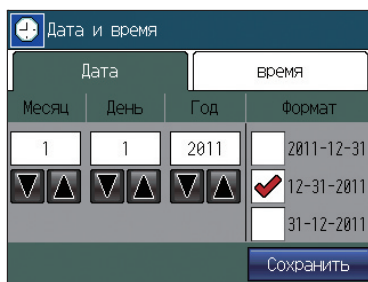 Дата и время
Дата время
Месяц День Год Формат
1 1 2011 2011-12-31
12-31-2011
31-12-2011
Сохранить